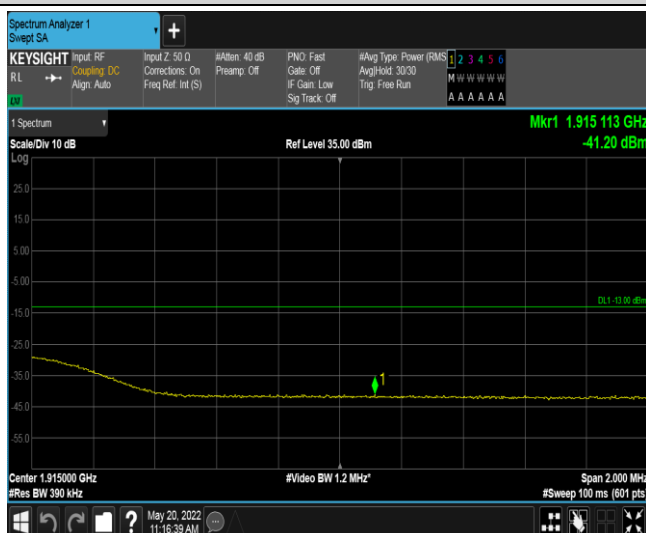 Spectrum Analyzer 1
Swept SA
+
KEYSIGHT
RL
Input: RF
Coupling: DC
Align: Auto
Input Z: 50 Ω
Corrections: On
Freq Ref: Int (S)
#Atten: 40 dB
Preamp: Off
PNO: Fast
Gate: Off
IF Gain: Low
Sig Track: Off
#Avg Type: Power (RMS
Avg|Hold: 30/30
Trig: Free Run
1 2 3 4 5 6
M W W W W W
A A A A A A
1 Spectrum
Scale/Div 10 dB
Ref Level 35.00 dBm
Mkr1 1.915 113 GHz
-41.20 dBm
Log
25.0
15.0
5.00
-5.00
-15.0
-25.0
-35.0
-45.0
-55.0
DL1 -13.00 dBm
1
Center 1.915000 GHz
#Video BW 1.2 MHz*
Span 2.000 MHz
#Res BW 390 kHz
#Sweep 100 ms (601 pts)
?
May 20, 2022
11:16:39 AM